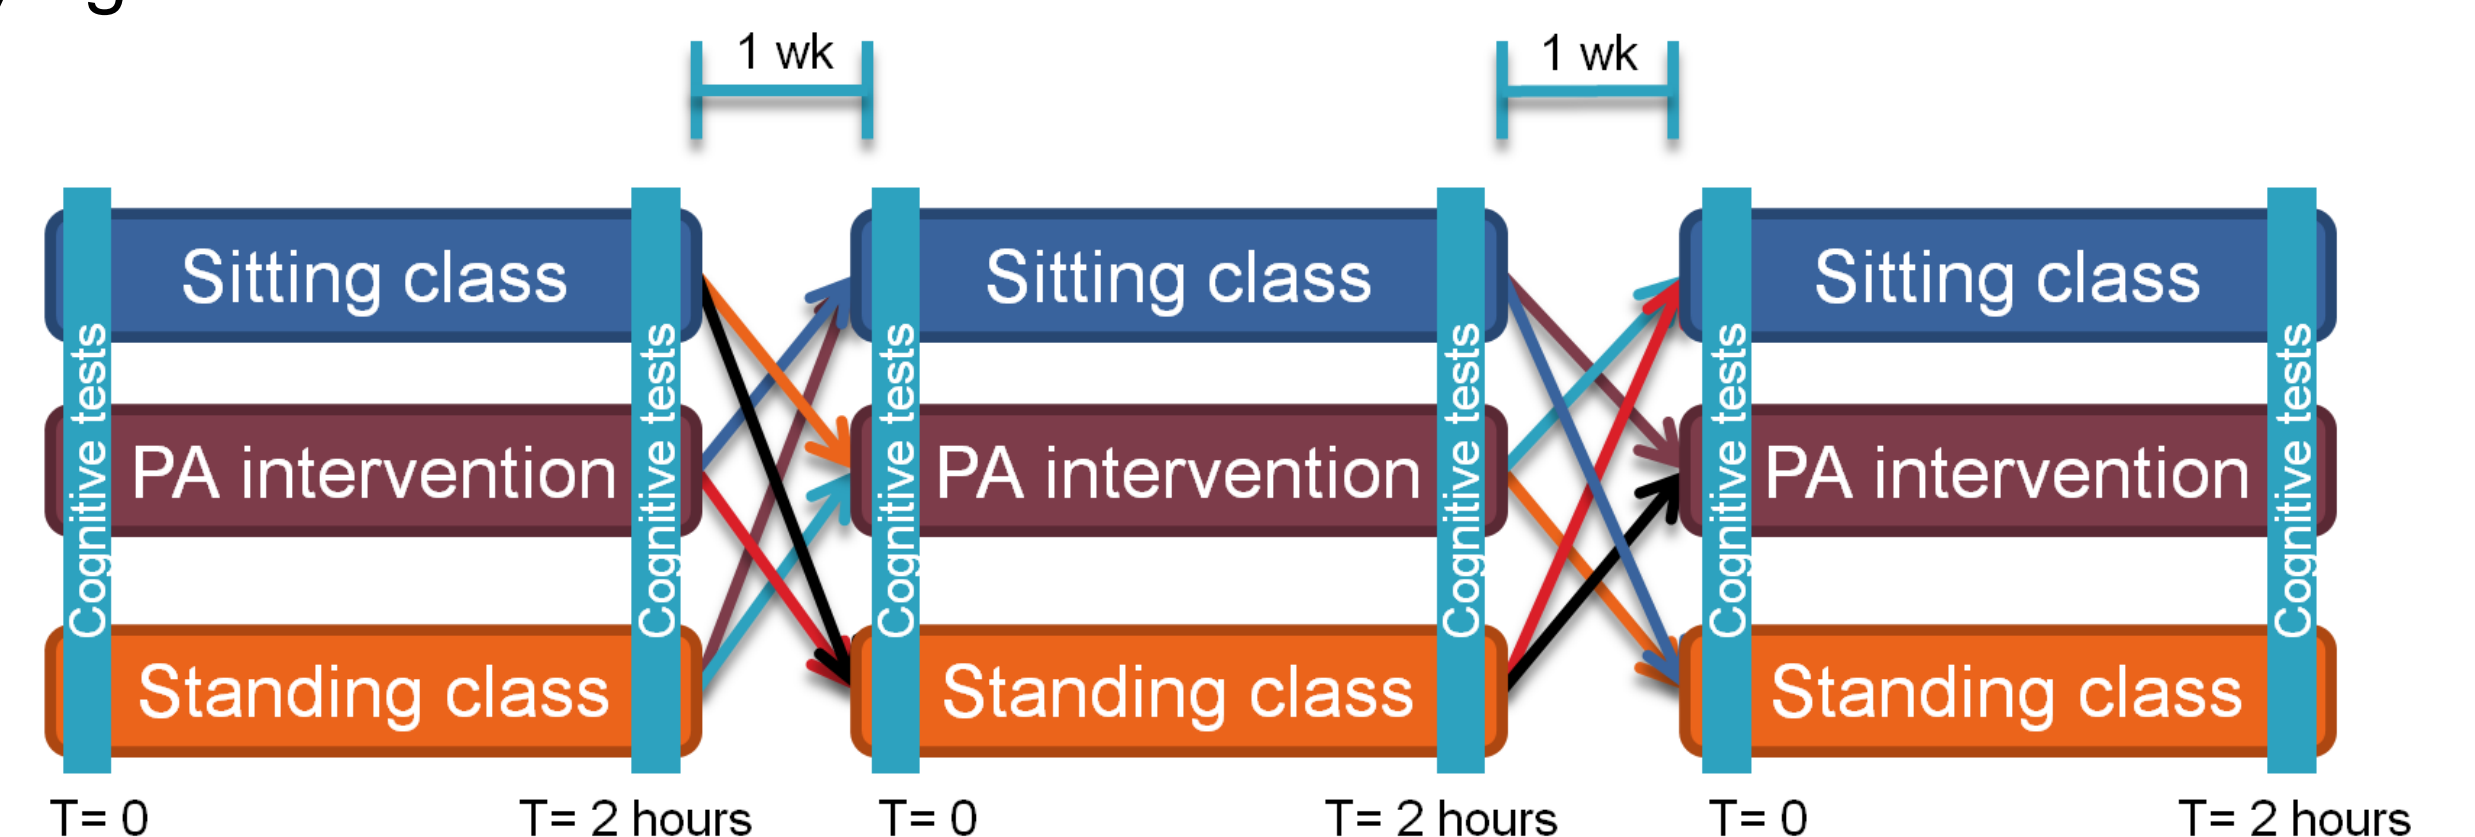 1 wk
1 wk
Sitting class
Sitting class
Sitting class
PA intervention
PA intervention
PA intervention
Standing class
Standing class
Standing class
Cognitive tests
Cognitive tests
Cognitive tests
Cognitive tests
Cognitive tests
Cognitive tests
T= 0
T= 2 hours
T= 0
T= 2 hours
T= 0
T= 2 hours